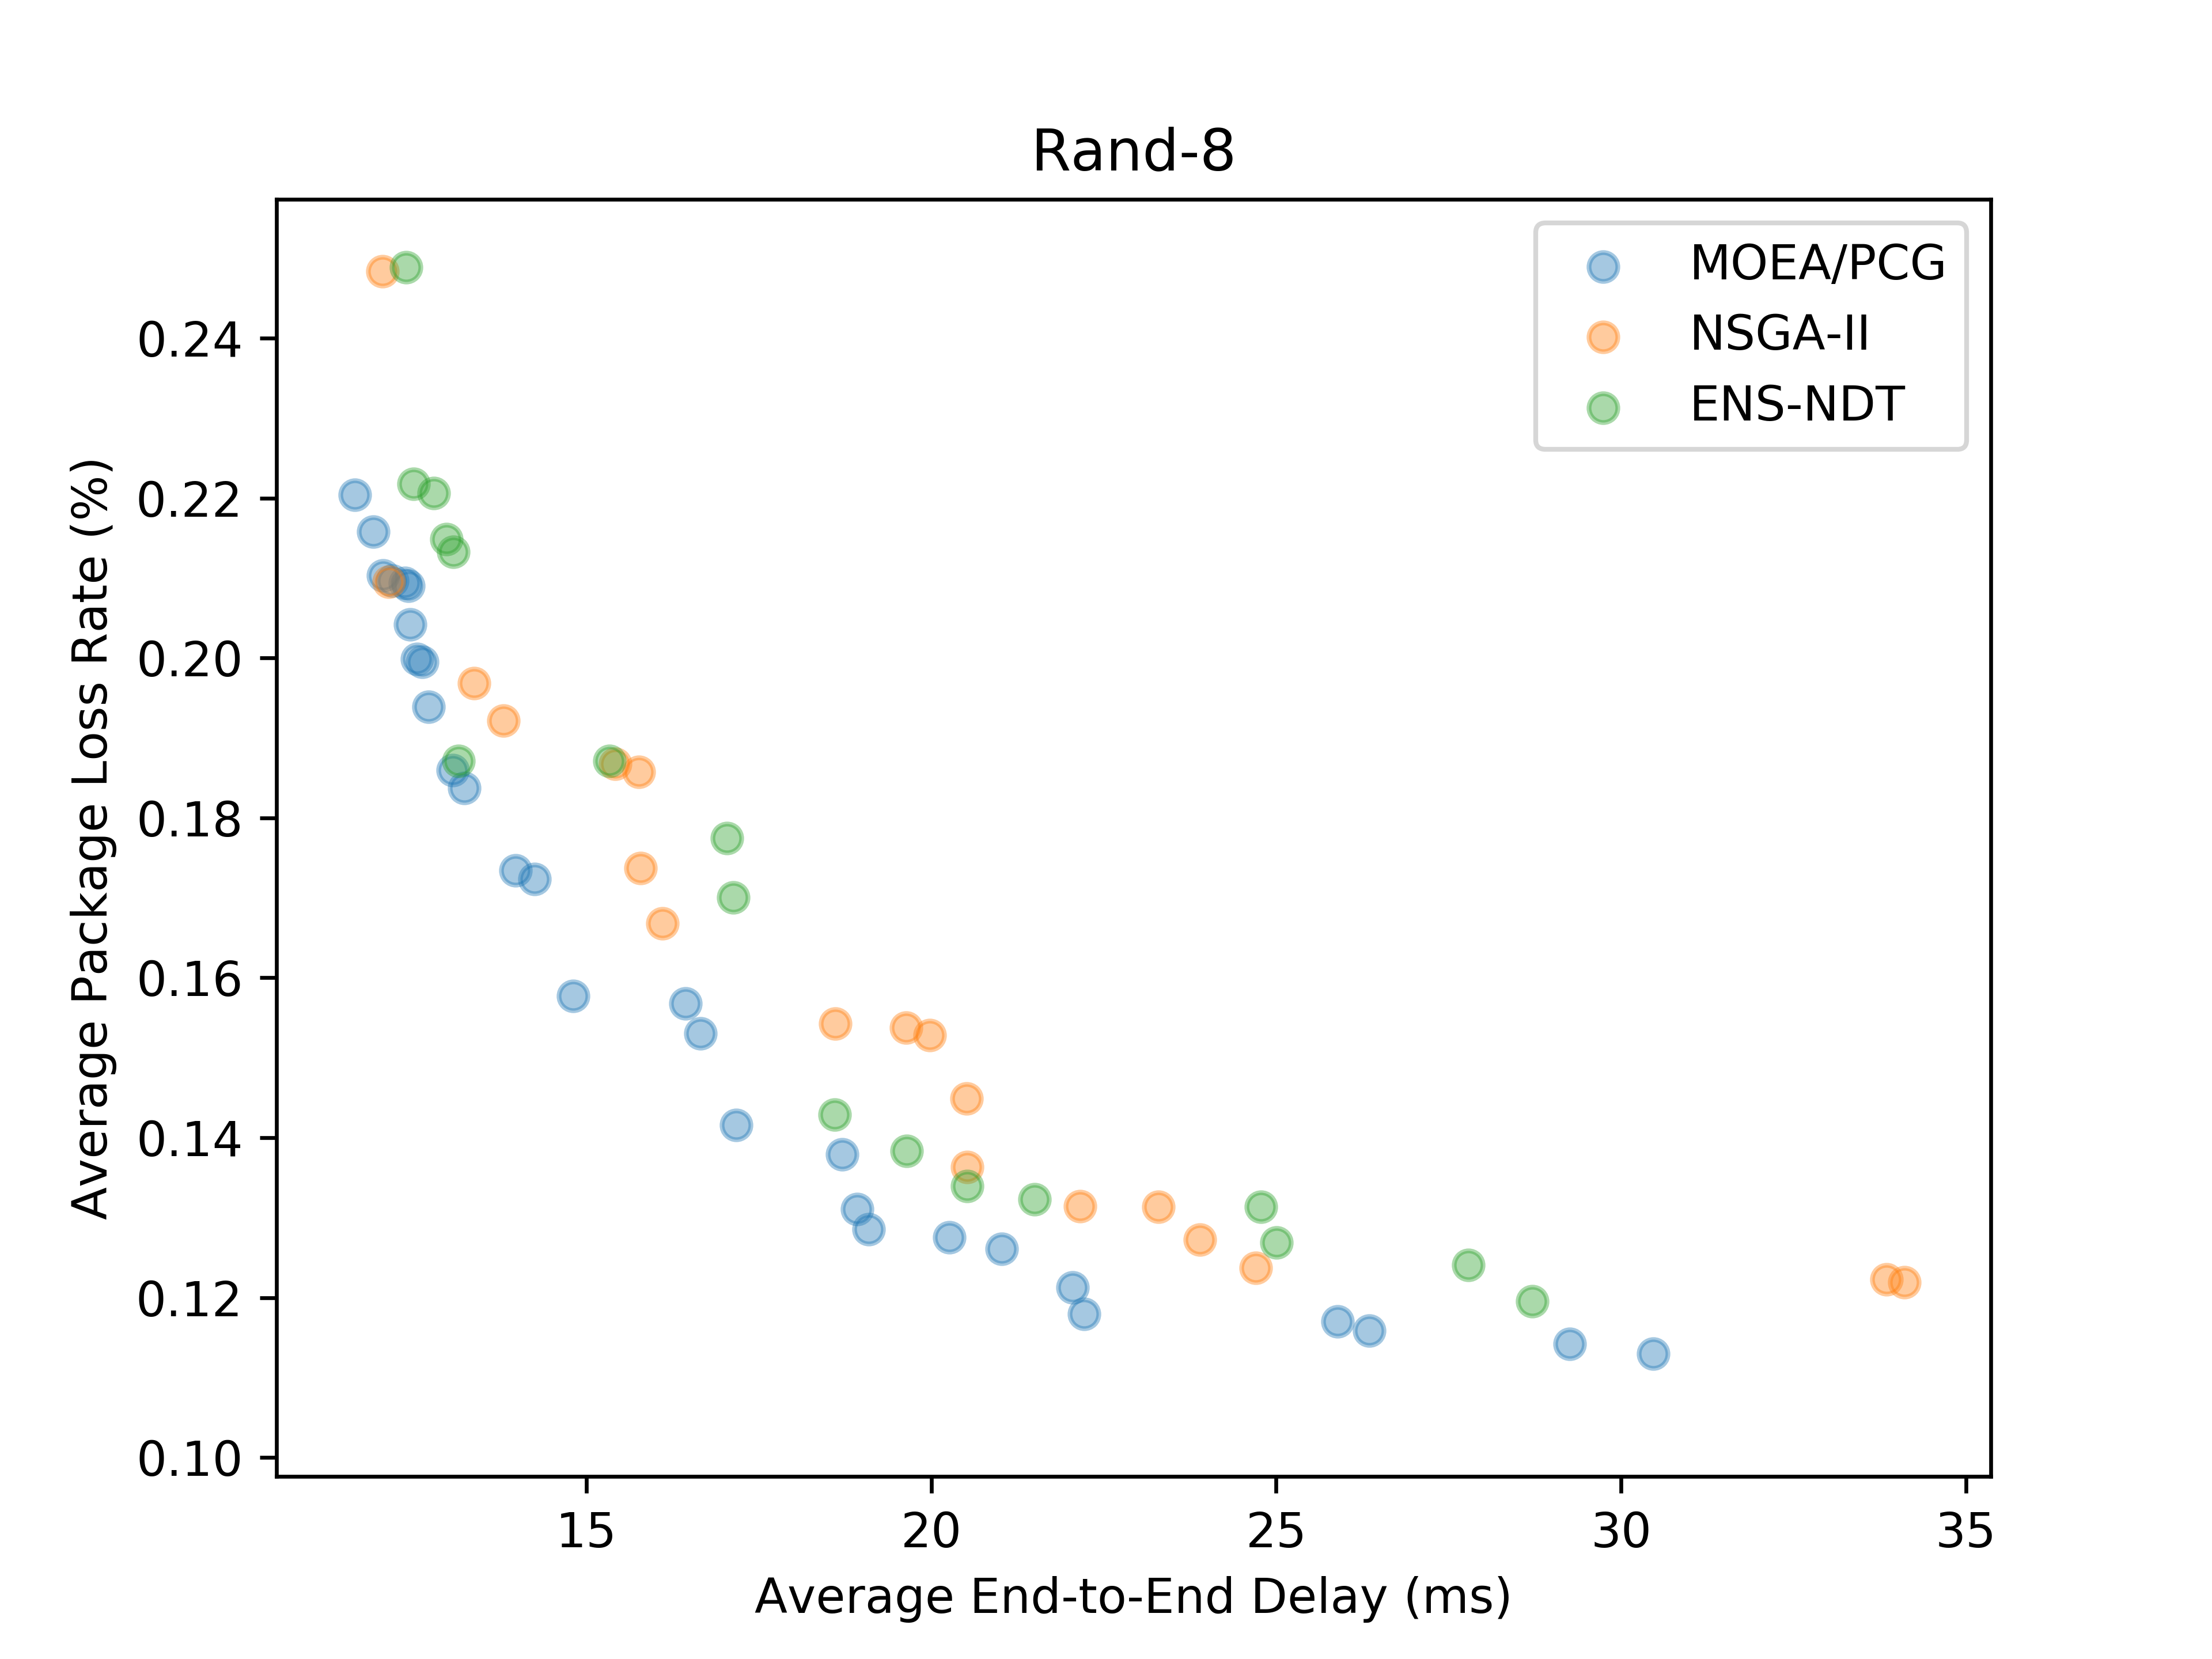 Rand-8
MOEA/PCG
NSGA-II
ENS-NDT
Average Package Loss Rate (%)
0.24
0.22
0.20
0.18
0.16
0.14
0.12
0.10
15 20 25 30 35
Average End-to-End Delay (ms)